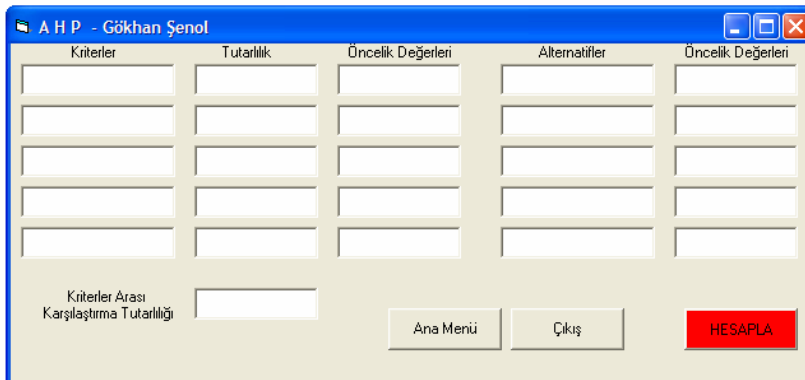 A H P - Gökhan Şenol
Kriterler Tutarlılık Öncelik Değerleri Alternatifler Öncelik Değerleri
Kriterler Arası
Karşılaştırma Tutarlılığı
Ana Menü Çıkış HESAPLA